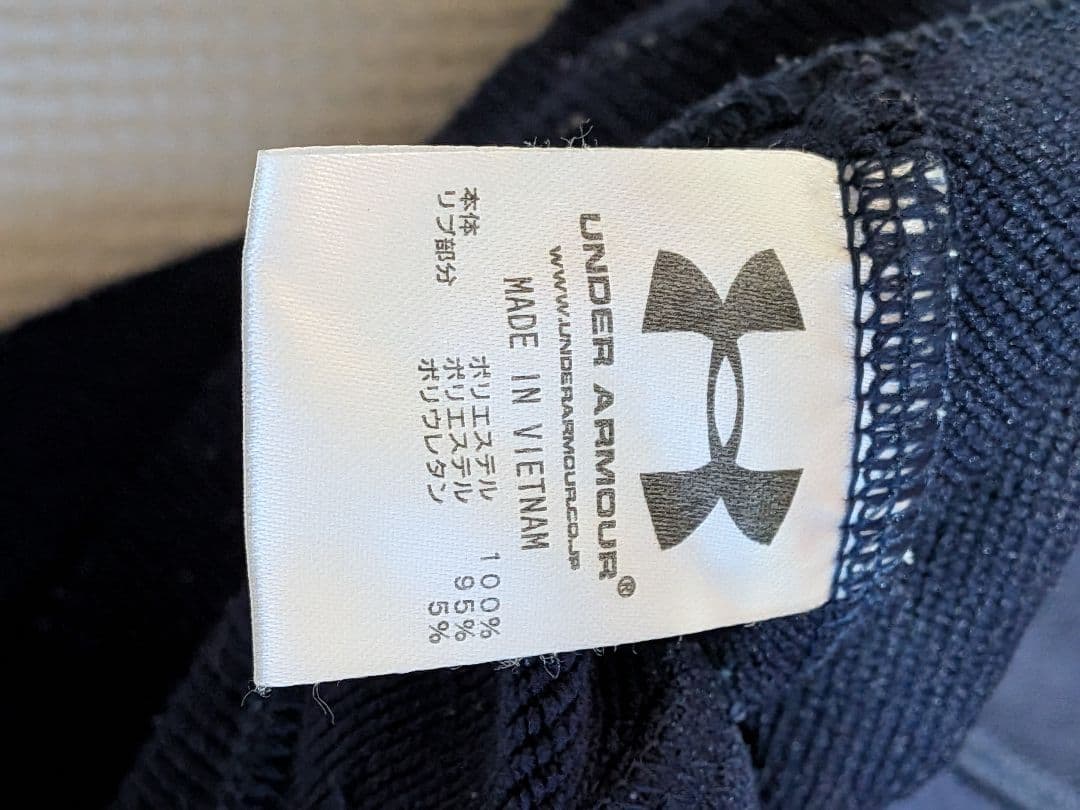 UNDER ARMOUR®
WWW.UNDERARMOUR.CO.JP
MADE IN VIETNAM
本体 ポリエステル 100%
リブ部分 ポリエステル 95%
ポリウレタン 5%